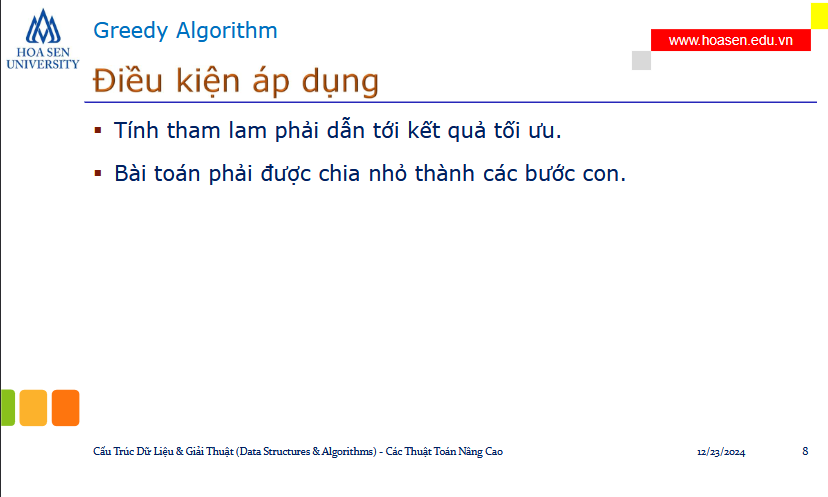 HOA SEN
UNIVERSITY
Greedy Algorithm
www.hoasen.edu.vn
Điều kiện áp dụng
▪ Tính tham lam phải dẫn tới kết quả tối ưu.
▪ Bài toán phải được chia nhỏ thành các bước con.
Cấu Trúc Dữ Liệu & Giải Thuật (Data Structures & Algorithms) - Các Thuật Toán Nâng Cao
12/23/2024
8